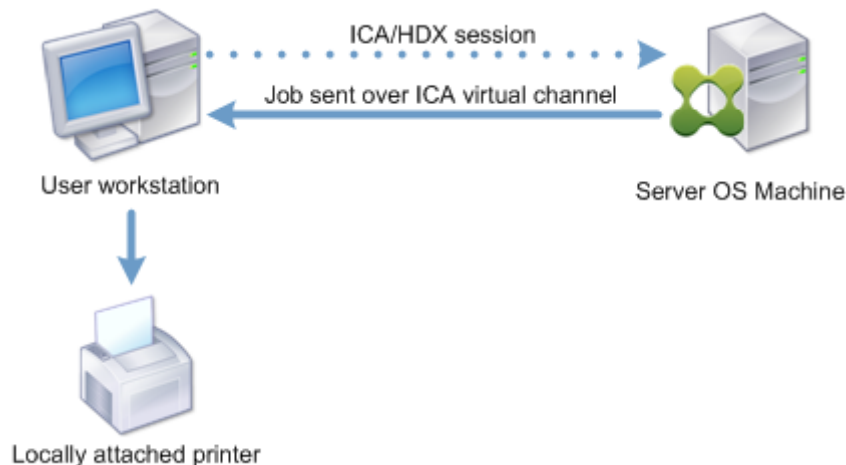 ICA/HDX session
Job sent over ICA virtual channel
User workstation
Server OS Machine
Locally attached printer